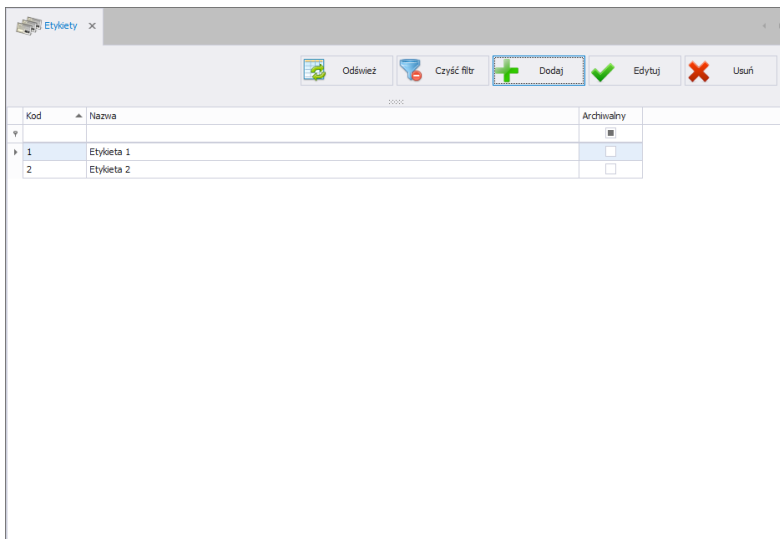 Etykiety
Odśwież Czyść filtr Dodaj Edytuj Usuń
Kod Nazwa Archiwalny
1 Etykieta 1
2 Etykieta 2